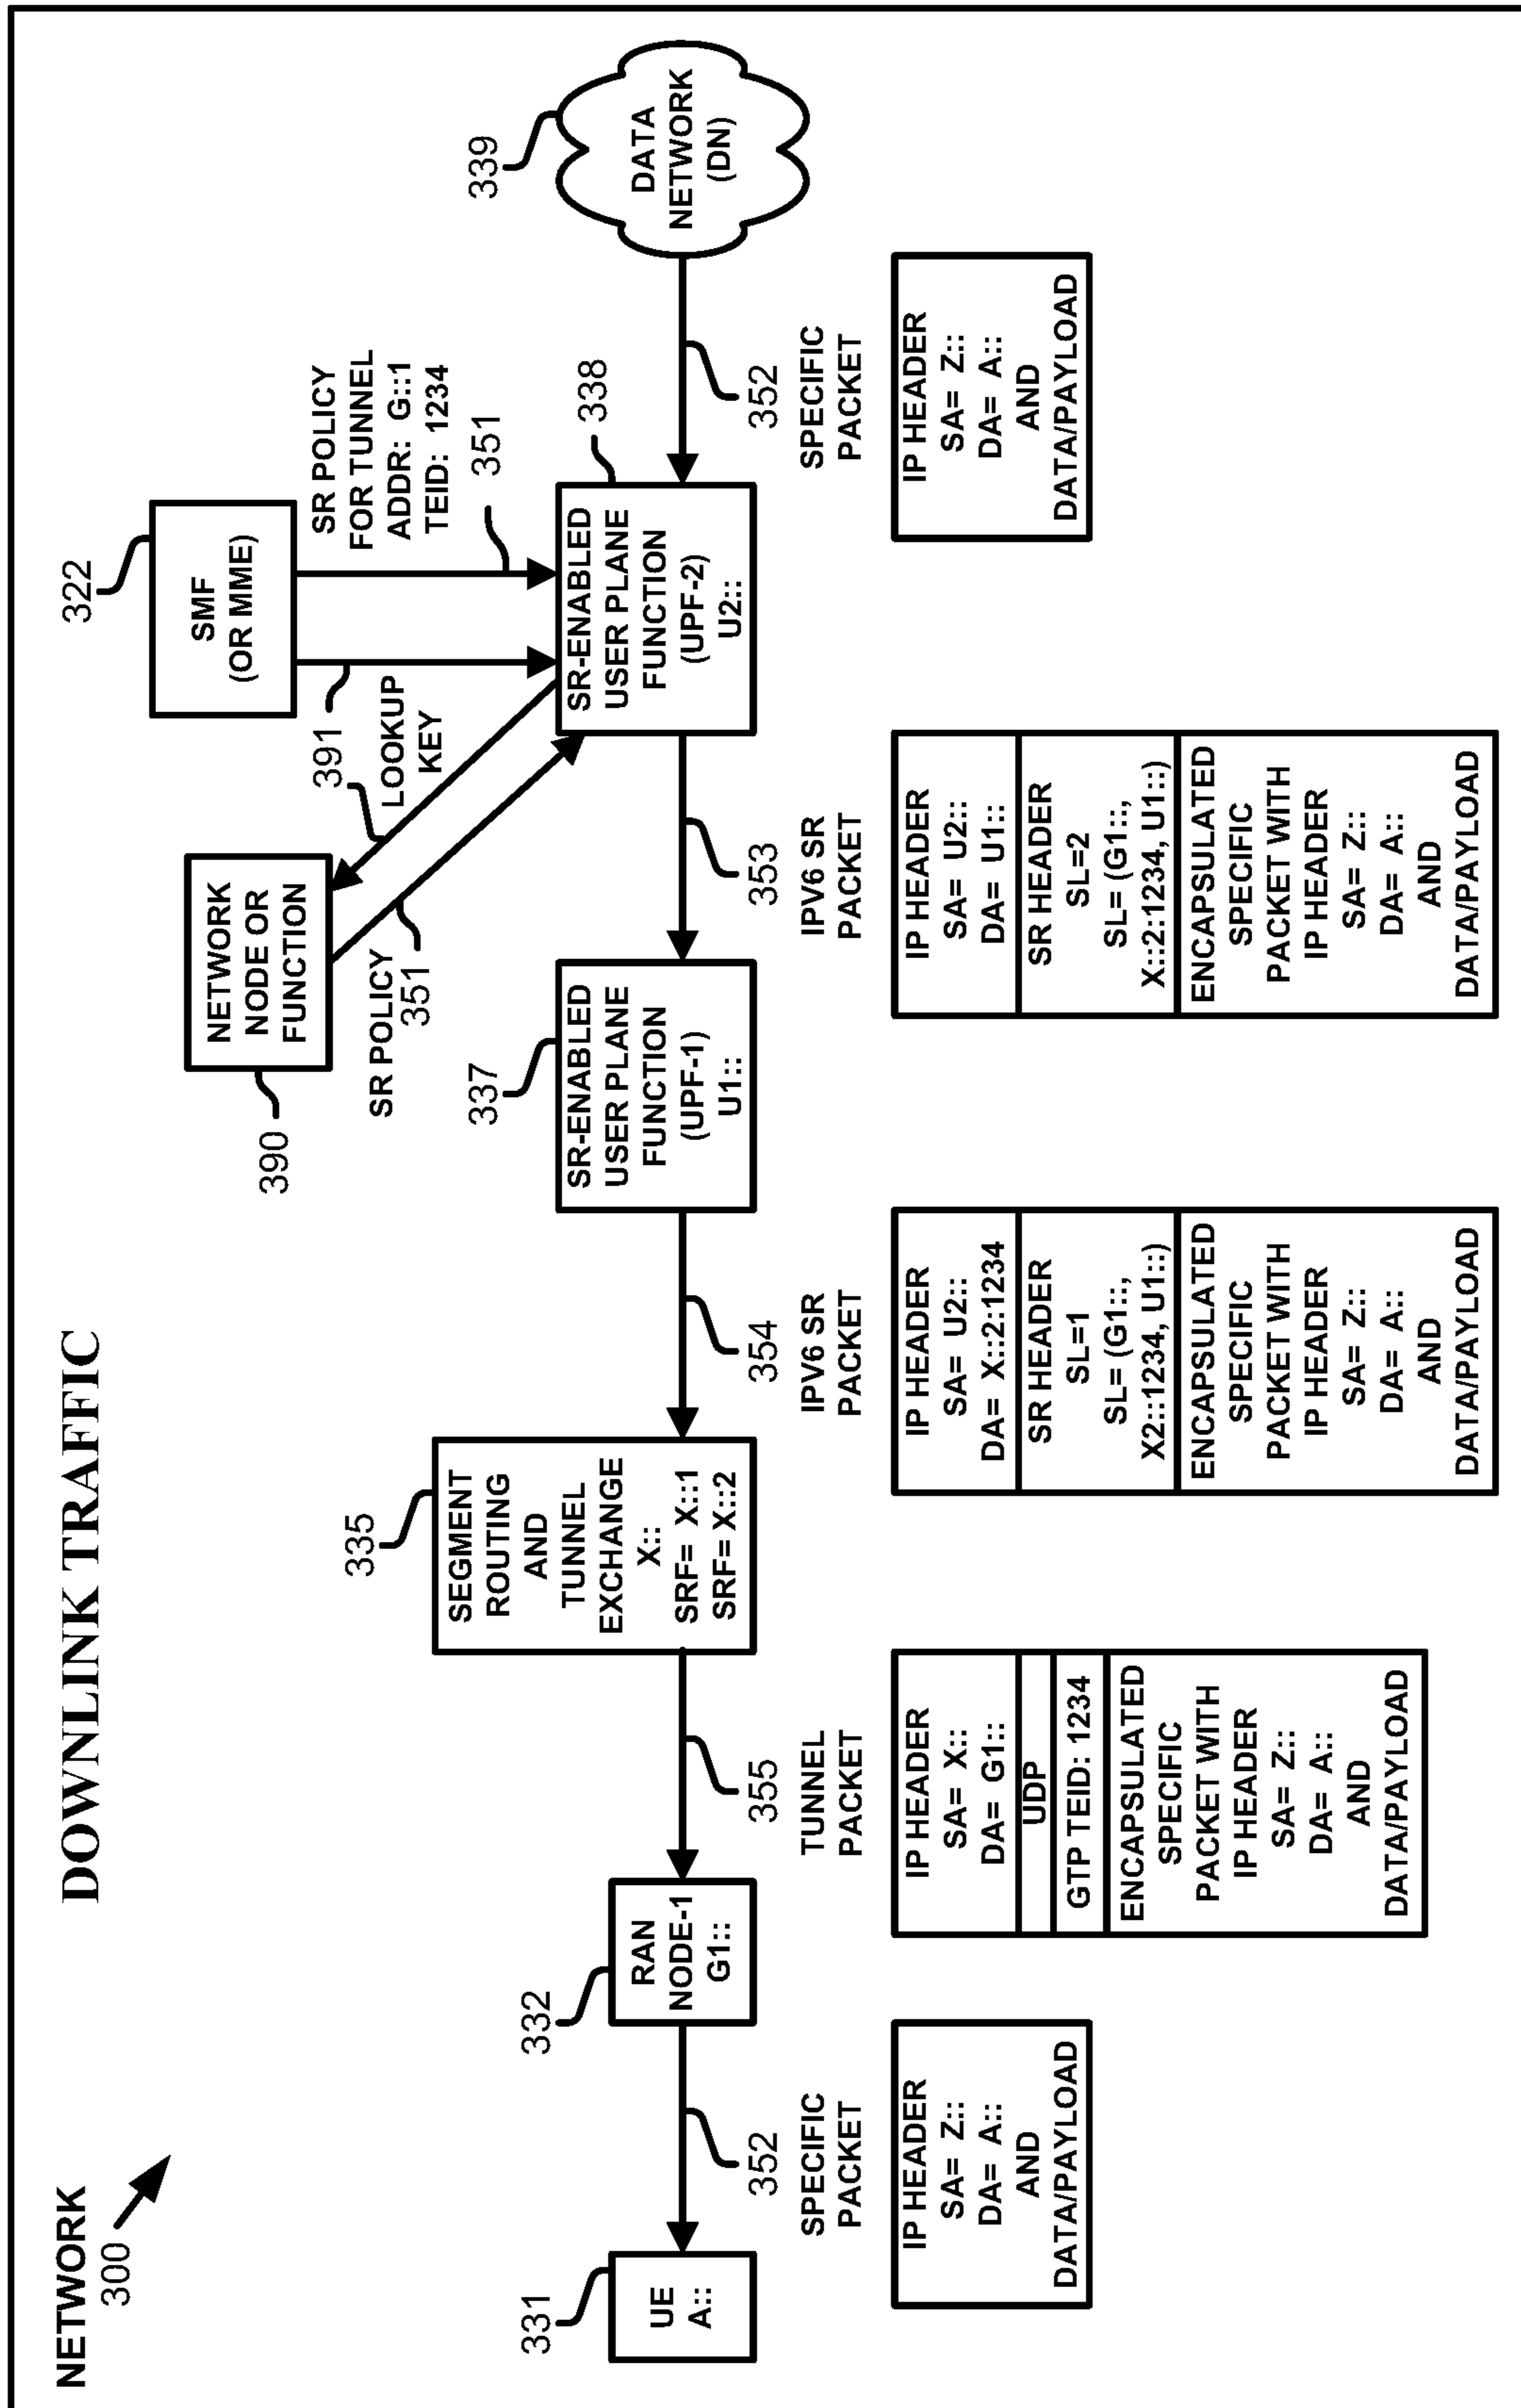 DOWNLINK TRAFFIC
NETWORK
300
322
SMF
(OR MME)
SR POLICY
FOR TUNNEL
ADDR: G::1
TEID: 1234
351
391
LOOKUP
KEY
NETWORK
NODE OR
FUNCTION
390
SR POLICY
351
331
UE
A::
332
RAN
NODE-1
G1::
335
SEGMENT
ROUTING
AND
TUNNEL
EXCHANGE
X::
SRF= X::1
SRF= X::2
337
SR-ENABLED
USER PLANE
FUNCTION
(UPF-1)
U1::
338
SR-ENABLED
USER PLANE
FUNCTION
(UPF-2)
U2::
339
DATA
NETWORK
(DN)
352
SPECIFIC
PACKET
IP HEADER
SA= Z::
DA= A::
AND
DATA/PAYLOAD
355
TUNNEL
PACKET
IP HEADER
SA= X::
DA= G1::
UDP
GTP TEID: 1234
ENCAPSULATED
SPECIFIC
PACKET WITH
IP HEADER
SA= Z::
DA= A::
AND
DATA/PAYLOAD
354
IPV6 SR
PACKET
IP HEADER
SA= U2::
DA= X::2:1234
SR HEADER
SL=1
SL= (G1::,
X2::1234, U1::)
ENCAPSULATED
SPECIFIC
PACKET WITH
IP HEADER
SA= Z::
DA= A::
AND
DATA/PAYLOAD
353
IPV6 SR
PACKET
IP HEADER
SA= U2::
DA= U1::
SR HEADER
SL=2
SL= (G1::,
X::2:1234, U1::)
ENCAPSULATED
SPECIFIC
PACKET WITH
IP HEADER
SA= Z::
DA= A::
AND
DATA/PAYLOAD
352
SPECIFIC
PACKET
IP HEADER
SA= Z::
DA= A::
AND
DATA/PAYLOAD